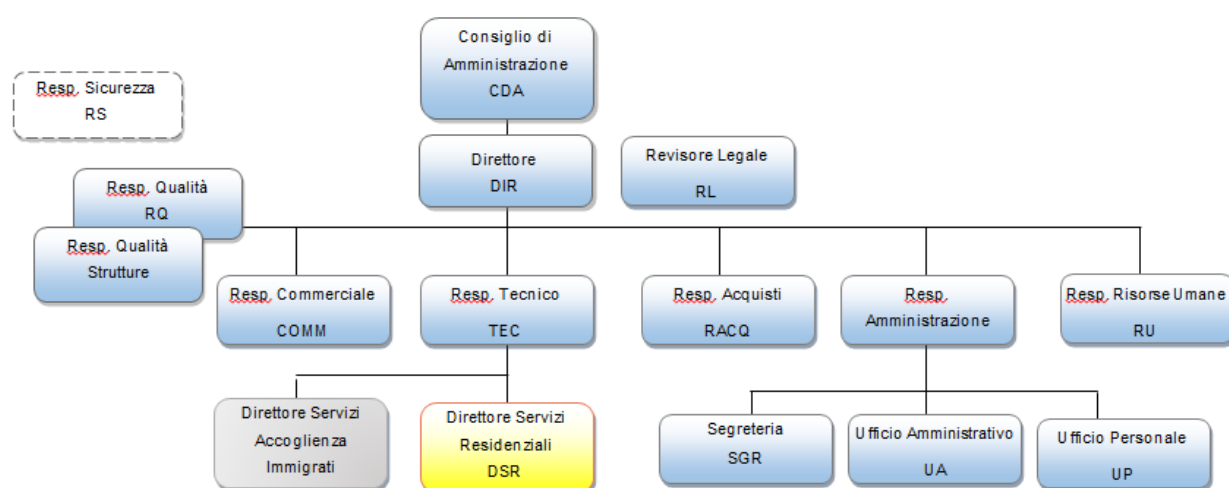 Consiglio di
Amministrazione
CDA
Resp. Sicurezza
RS
Direttore
DIR
Revisore Legale
RL
Resp. Qualità
RQ
Resp. Qualità
Strutture
Resp. Commerciale
COMM
Resp. Tecnico
TEC
Resp. Acquisti
RACQ
Resp.
Amministrazione
Resp. Risorse Umane
RU
Direttore Servizi
Accoglienza
Immigrati
Direttore Servizi
Residenziali
DSR
Segreteria
SGR
Ufficio Amministrativo
UA
Ufficio Personale
UP